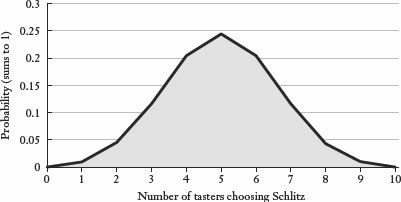 Probability (sums to 1)
0.3
0.25
0.2
0.15
0.1
0.05
0
0 1 2 3 4 5 6 7 8 9 10
Number of tasters choosing Schlitz